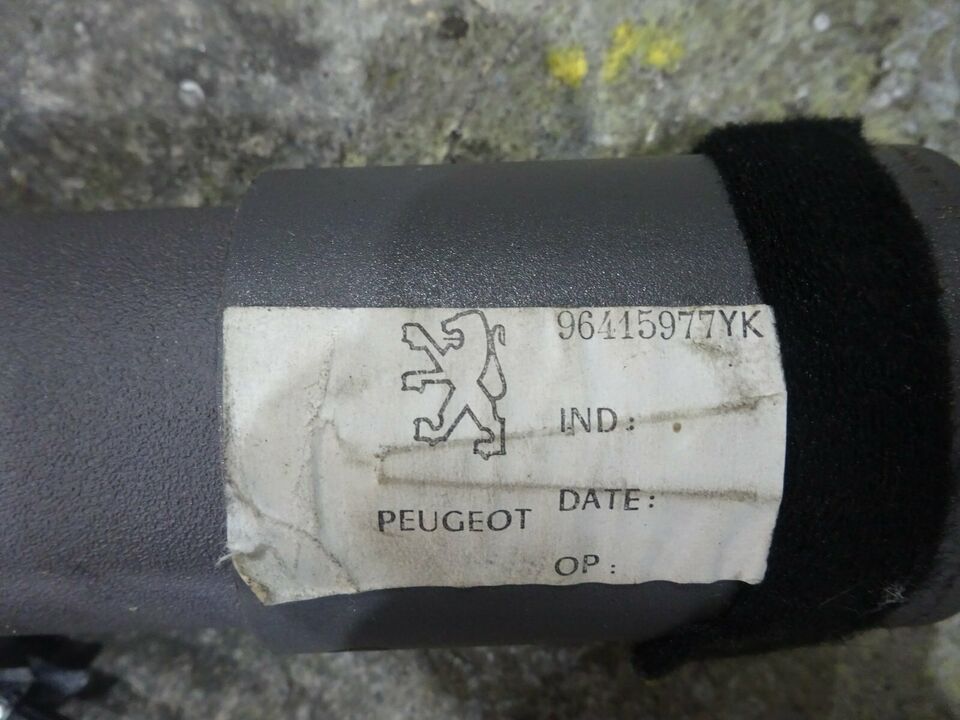 96415977YK
IND:
DATE:
PEUGEOT
OP: